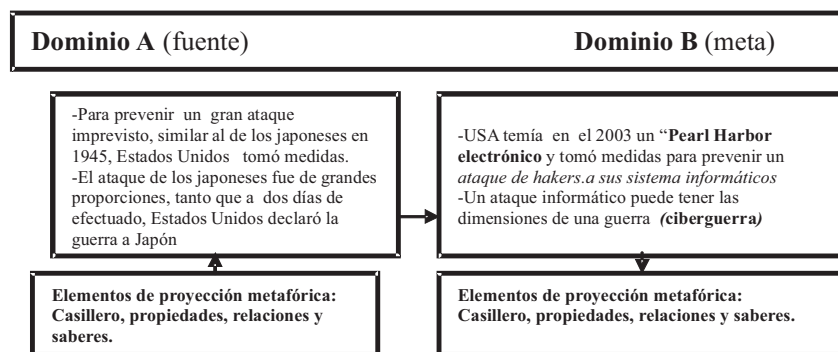 Dominio A (fuente) Dominio B (meta)
-Para prevenir un gran ataque
imprevisto, similar al de los japoneses en
1945, Estados Unidos tomó medidas.
-El ataque de los japoneses fue de grandes
proporciones, tanto que a dos días de
efectuado, Estados Unidos declaró la
guerra a Japón
-USA temía en el 2003 un “Pearl Harbor
electrónico y tomó medidas para prevenir un
ataque de hakers.a sus sistema informáticos
-Un ataque informático puede tener las
dimensiones de una guerra (ciberguerra)
Elementos de proyección metafórica:
Casillero, propiedades, relaciones y
saberes.
Elementos de proyección metafórica:
Casillero, propiedades, relaciones y saberes.